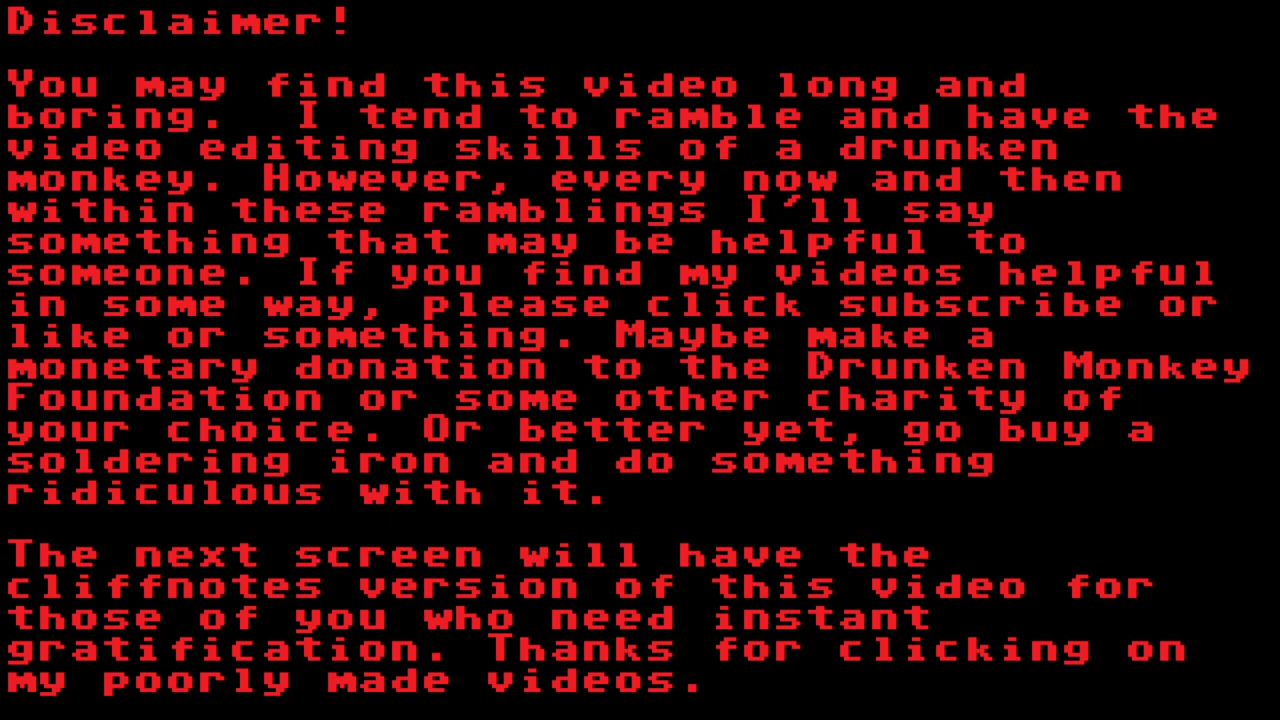 Disclaimer!
You may find this video long and
boring.  I tend to ramble and have the
video editing skills of a drunken
monkey. However, every now and then
within these ramblings I'll say
something that may be helpful to
someone. If you find my videos helpful
in some way, please click subscribe or
like or something. Maybe make a
monetary donation to the Drunken Monkey
Foundation or some other charity of
your choice. Or better yet, go buy a
soldering iron and do something
ridiculous with it.
The next screen will have the
cliffnotes version of this video for
those of you who need instant
gratification. Thanks for clicking on
my poorly made videos.